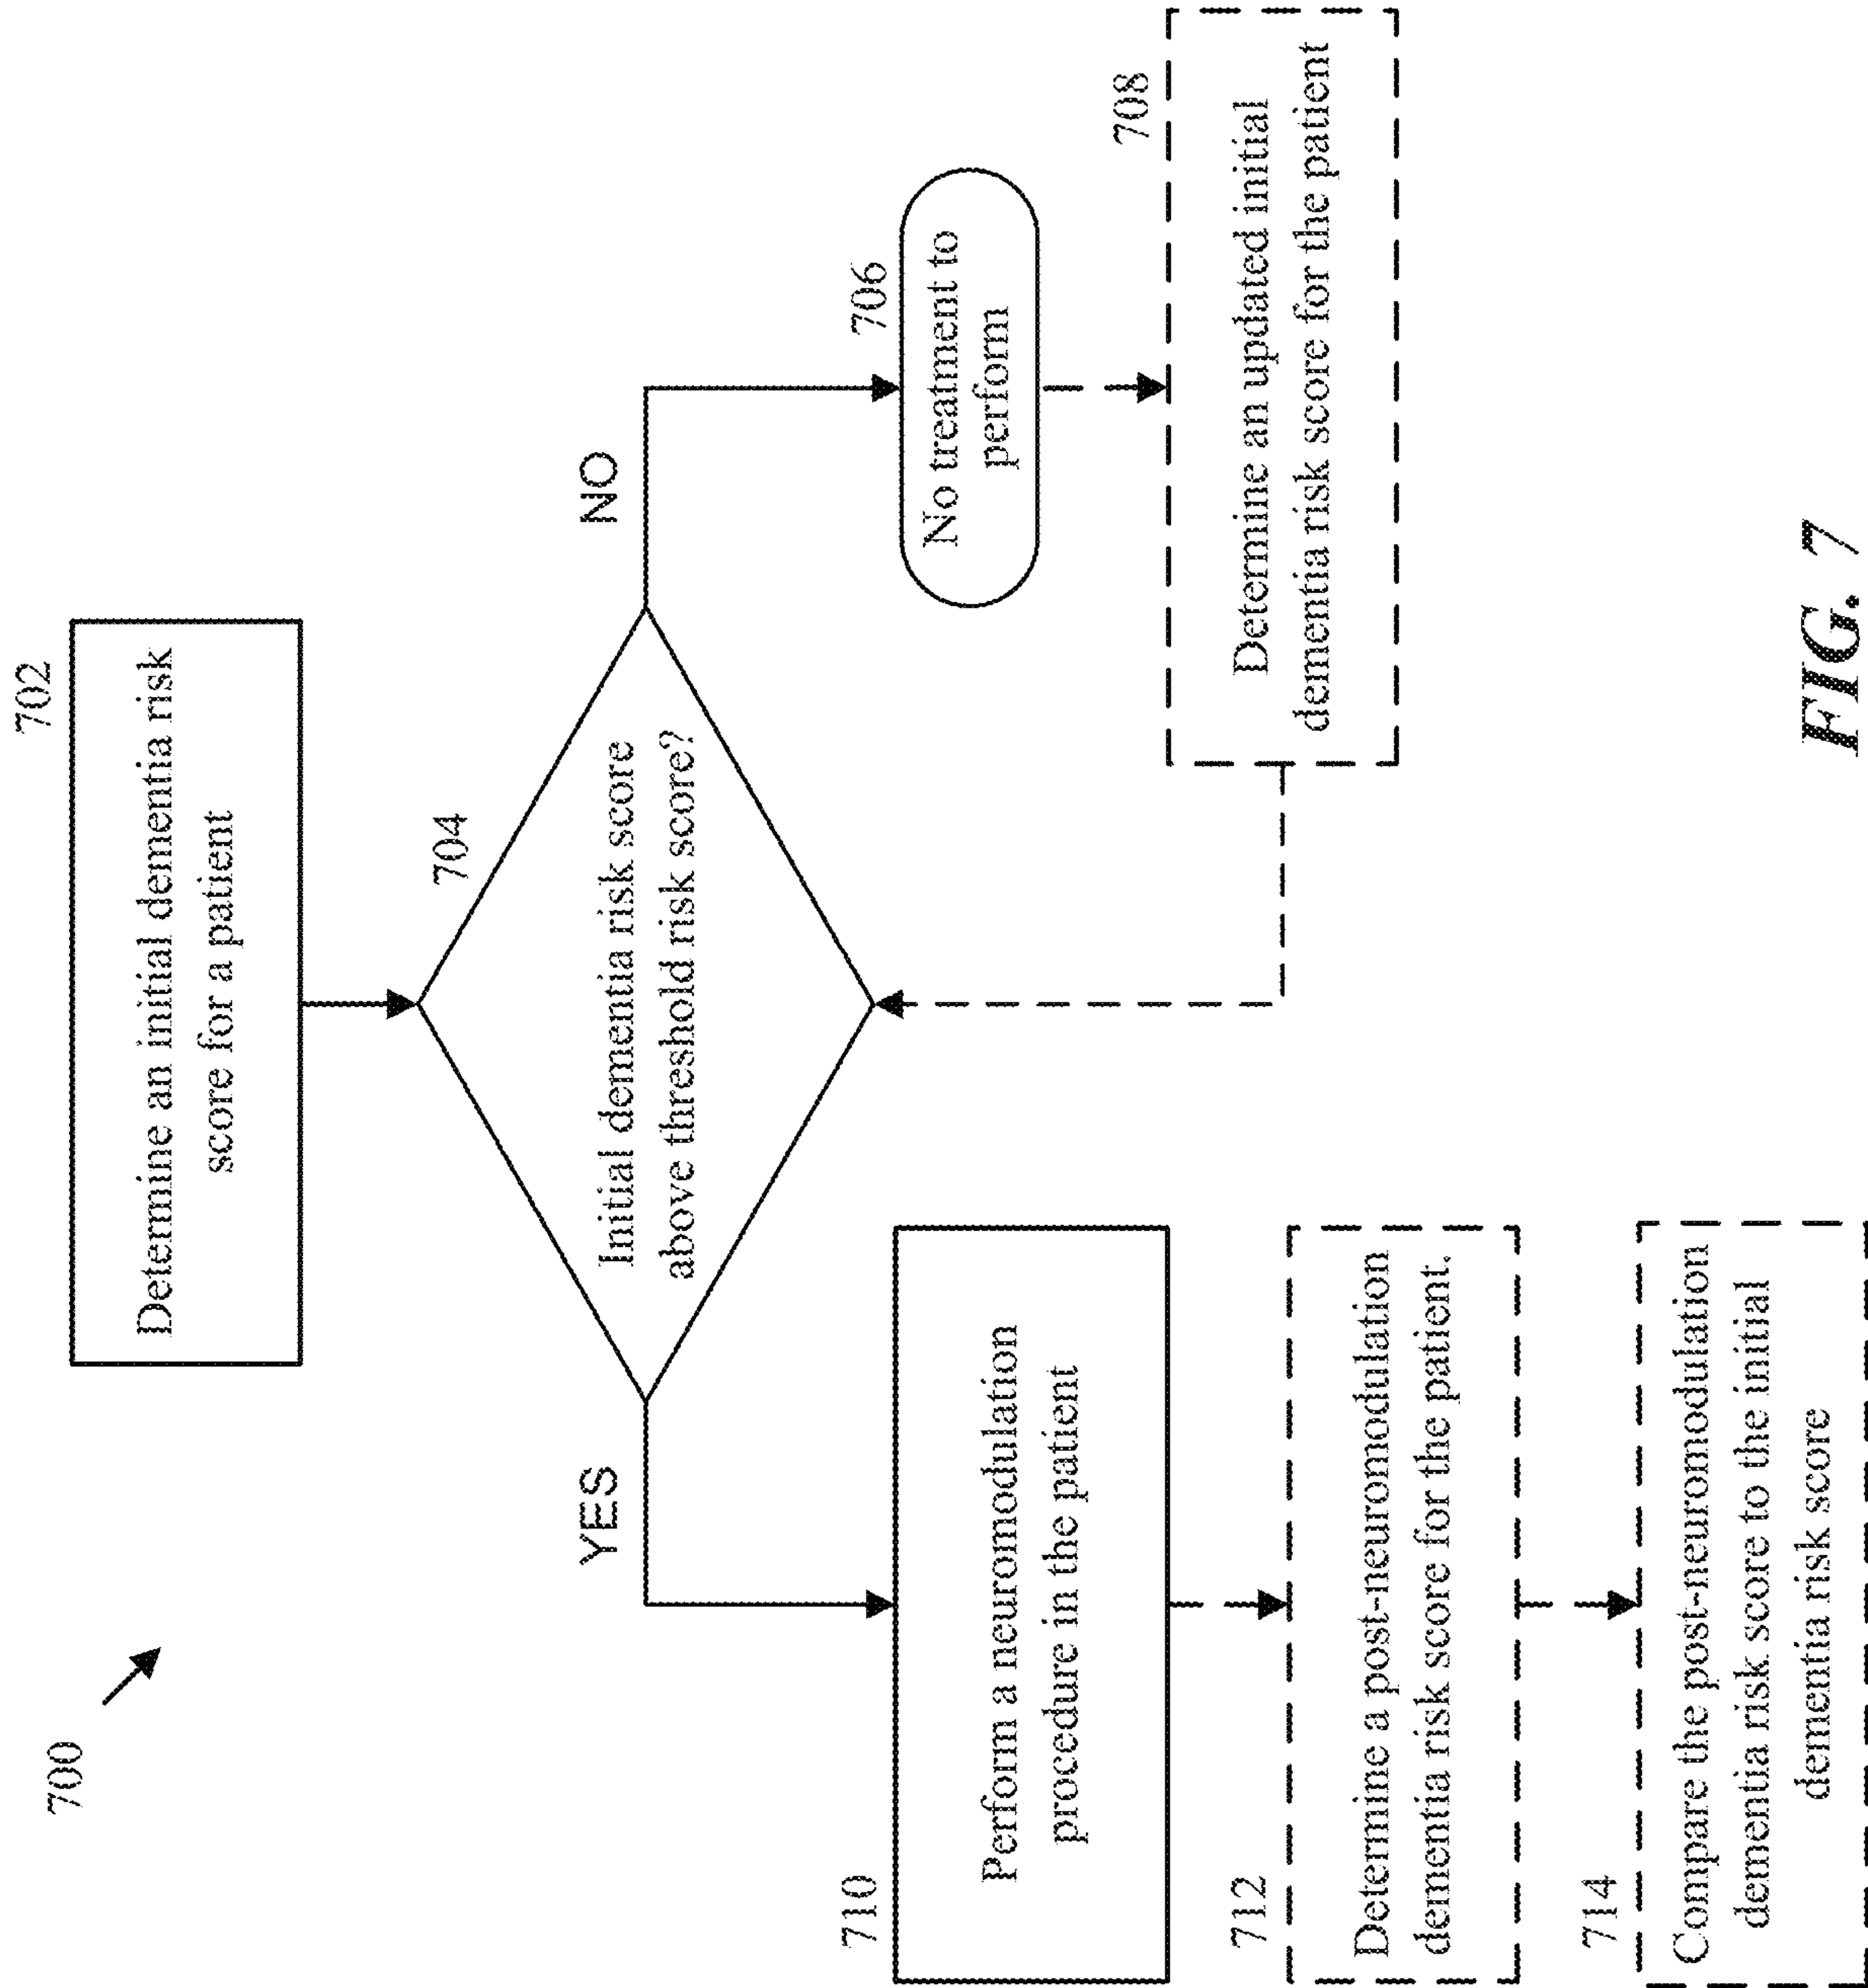 700
702
Determine an initial dementia risk
score for a patient
704
Initial dementia risk score
above threshold risk score?
YES
NO
706
No treatment to
perform
708
Determine an updated initial
dementia risk score for the patient
710
Perform a neuromodulation
procedure in the patient
712
Determine a post-neuromodulation
dementia risk score for the patient.
714
Compare the post-neuromodulation
dementia risk score to the initial
dementia risk score
FIG. 7